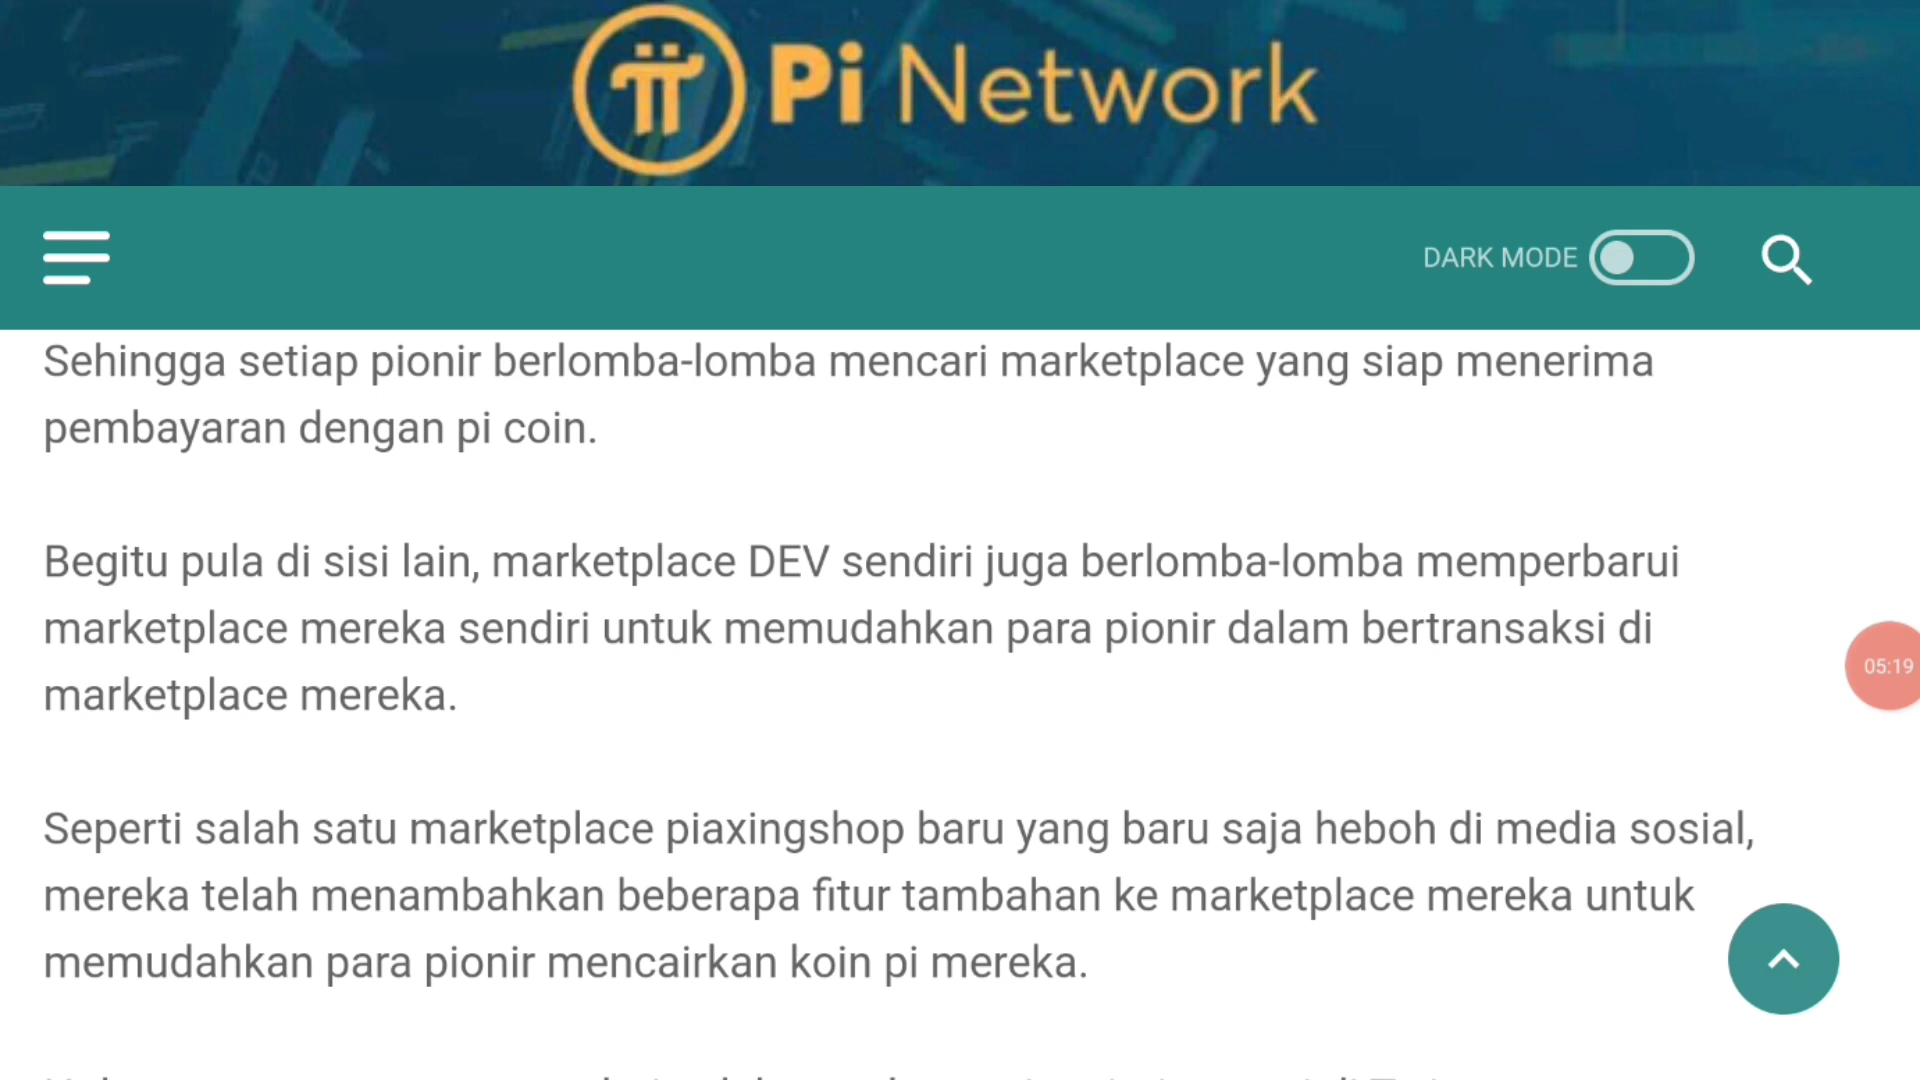 Pi Network
DARK MODE
Sehingga setiap pionir berlomba-lomba mencari marketplace yang siap menerima
pembayaran dengan pi coin.
Begitu pula di sisi lain, marketplace DEV sendiri juga berlomba-lomba memperbarui
marketplace mereka sendiri untuk memudahkan para pionir dalam bertransaksi di
marketplace mereka.
05:19
Seperti salah satu marketplace piaxingshop baru yang baru saja heboh di media sosial,
mereka telah menambahkan beberapa fitur tambahan ke marketplace mereka untuk
memudahkan para pionir mencairkan koin pi mereka.